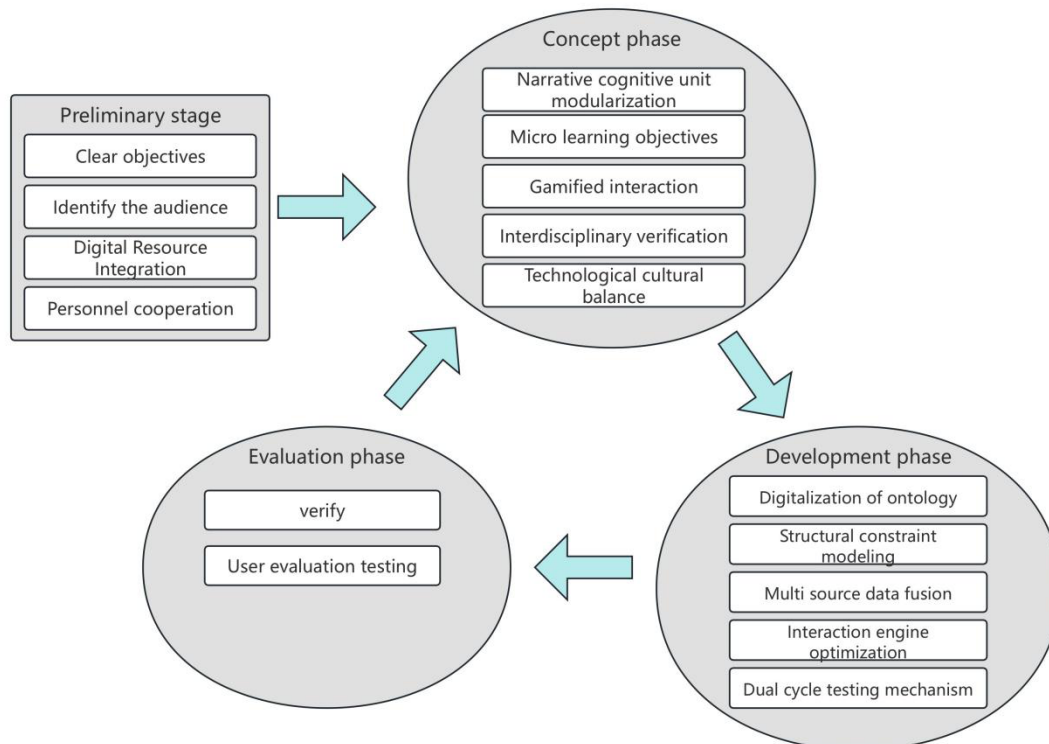 Preliminary stage
Clear objectives
Identify the audience
Digital Resource
Integration
Personnel cooperation
Concept phase
Narrative cognitive unit
modularization
Micro learning objectives
Gamified interaction
Interdisciplinary verification
Technological cultural
balance
Development phase
Digitalization of ontology
Structural constraint
modeling
Multi source data fusion
Interaction engine
optimization
Dual cycle testing mechanism
Evaluation phase
verify
User evaluation testing